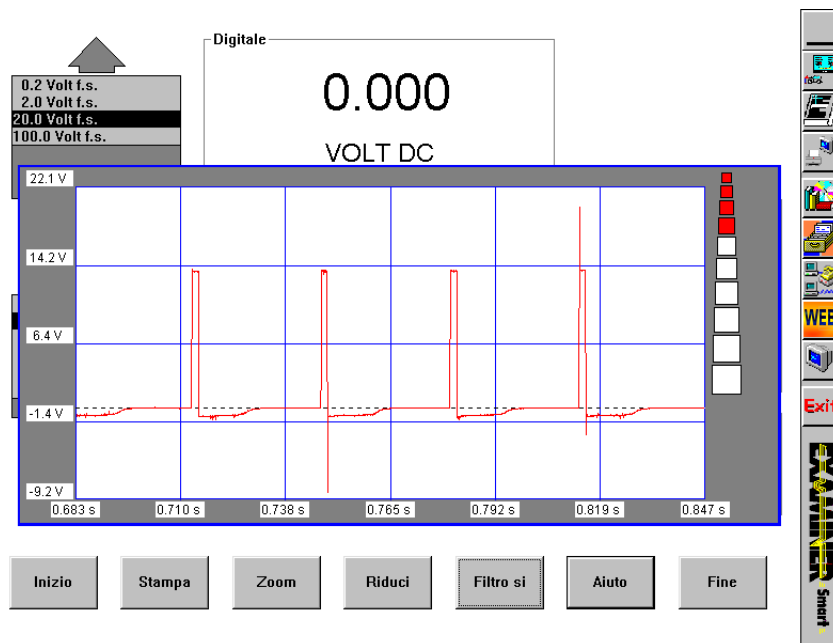 Digitale
0.2 Volt f.s.
2.0 Volt f.s.
20.0 Volt f.s.
100.0 Volt f.s.
0.000
VOLT DC
22.1 V
14.2 V
6.4 V
-1.4 V
-9.2 V
0.683 s
0.710 s
0.738 s
0.765 s
0.792 s
0.819 s
0.847 s
Inizio
Stampa
Zoom
Riduci
Filtro si
Aiuto
Fine
WEB
Exit
EXAMINER
Smart